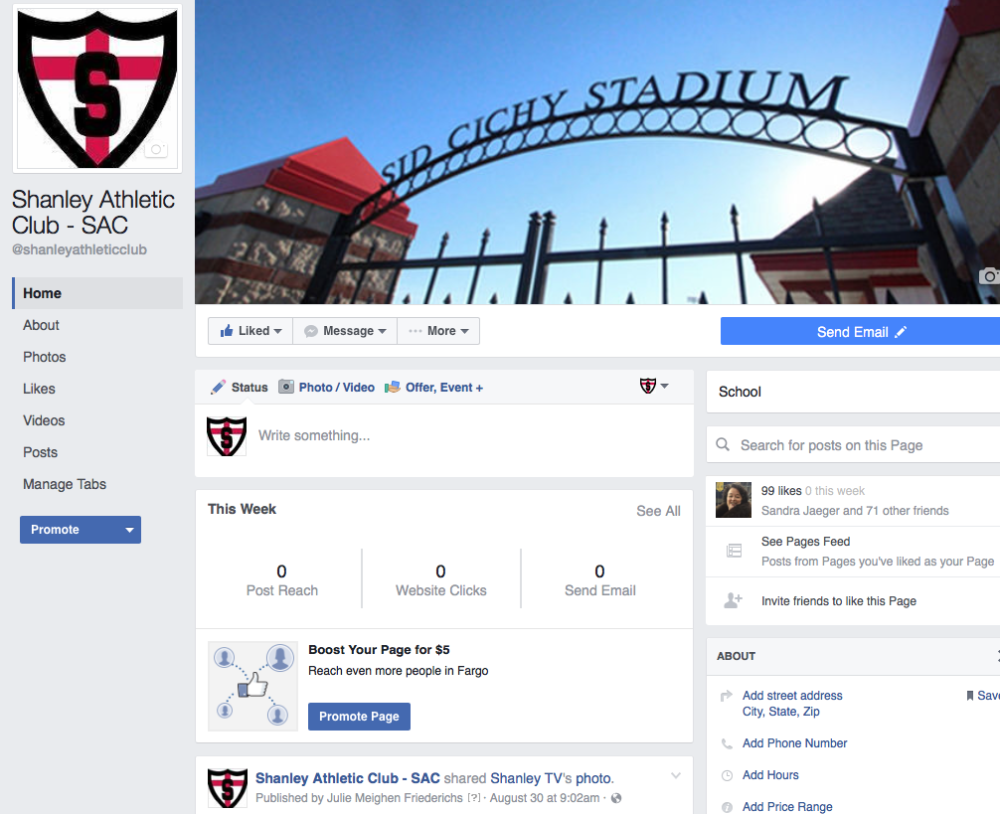 S
SID CICHY STADIUM
Shanley Athletic
Club - SAC
@shanleyathleticclub
Home
About
Photos
Likes
Videos
Posts
Manage Tabs
Promote
Liked
Message
More
Send Email
Status
Photo / Video
Offer, Event +
Write something...
This Week
See All
0
Post Reach
0
Website Clicks
0
Send Email
Boost Your Page for $5
Reach even more people in Fargo
Promote Page
Shanley Athletic Club - SAC shared Shanley TV's photo.
Published by Julie Meighen Friederichs [?] · August 30 at 9:02am ·
School
Search for posts on this Page
99 likes 0 this week
Sandra Jaeger and 71 other friends
See Pages Feed
Posts from Pages you've liked as your Page
Invite friends to like this Page
ABOUT
Add street address
City, State, Zip
Save
Add Phone Number
Add Hours
Add Price Range